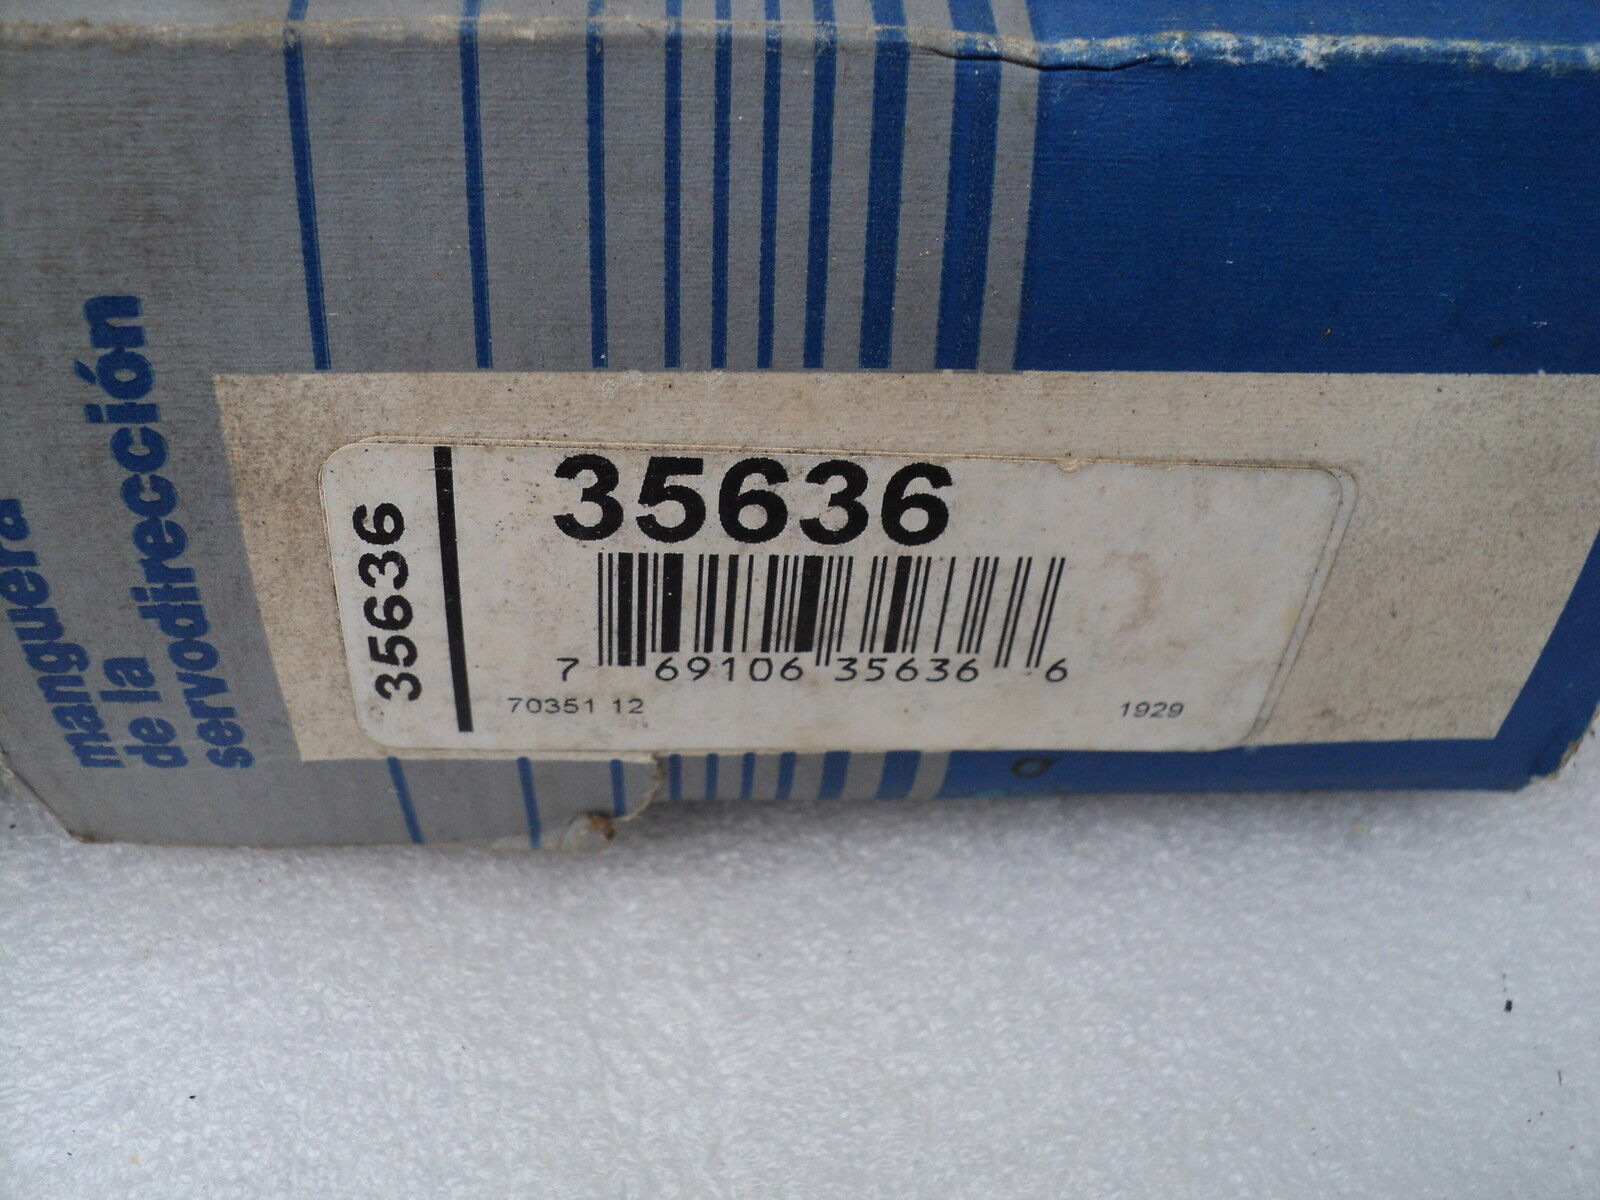 manguera
de la
servodirección
35636
35636
7 69106 35636 6
70351 12
1929